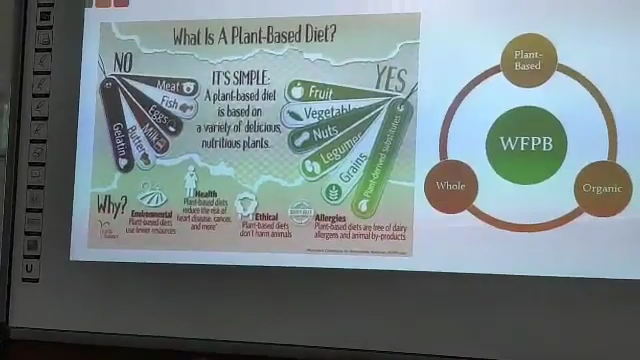 What Is A Plant-Based Diet?
NO
Meat
Fish
Eggs
Milk
Butter
Gelatin
IT'S SIMPLE:
A plant-based diet
is based on
a variety of delicious,
nutritious plants.
YES
Fruit
Vegetable
Nuts
Legumes
Grains
Plant-derived substitutes
Why?
Environmental
Plant-based diets
use fewer resources
Health
Plant-based diets
reduce the risk of
heart disease, cancer,
and more*
Ethical
Plant-based diets
don't harm animals
Allergies
Plant-based diets are free of dairy
allergens and animal by-products
Plant-
Based
WFPB
Whole
Organic